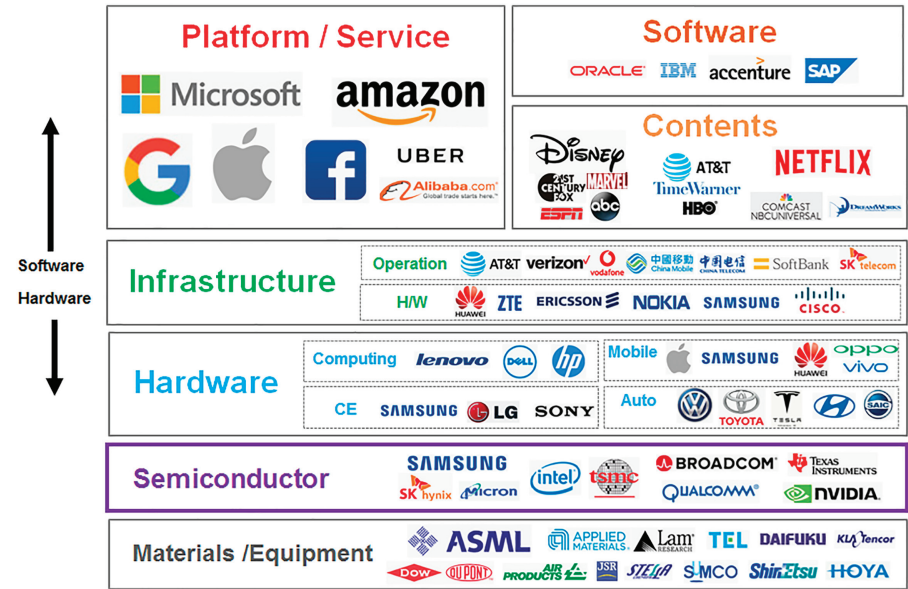 Platform / Service
Microsoft
amazon
G
f
UBER
Alibaba.com
Global trade starts here.™
Software
ORACLE
IBM
accenture
SAP
Contents
DISNEY
21ST
CENTURY
FOX
MARVEL
ESPN
abc
AT&T
TimeWarner
HBO
NETFLIX
COMCAST
NBCUNIVERSAL
DREAMWORKS
Software
Hardware
Infrastructure
Operation
AT&T
verizon
vodafone
中國移動
China Mobile
中国电信
CHINA TELECOM
SoftBank
SK telecom
H/W
HUAWEI
ZTE
ERICSSON
NOKIA
SAMSUNG
CISCO
Hardware
Computing
lenovo
DELL
hp
Mobile
SAMSUNG
HUAWEI
oppo
vivo
CE
SAMSUNG
LG
SONY
Auto
TOYOTA
TESLA
SAIC
Semiconductor
SAMSUNG
SK hynix
Micron
intel
tsmc
BROADCOM
TEXAS
INSTRUMENTS
QUALCOMM
NVIDIA
Materials /Equipment
ASML
APPLIED
MATERIALS
Lam
RESEARCH
TEL
DAIFUKU
KLA Tencor
DOW
DUPONT
AIR
PRODUCTS
JSR
STELLA
SUMCO
ShinEtsu
HOYA